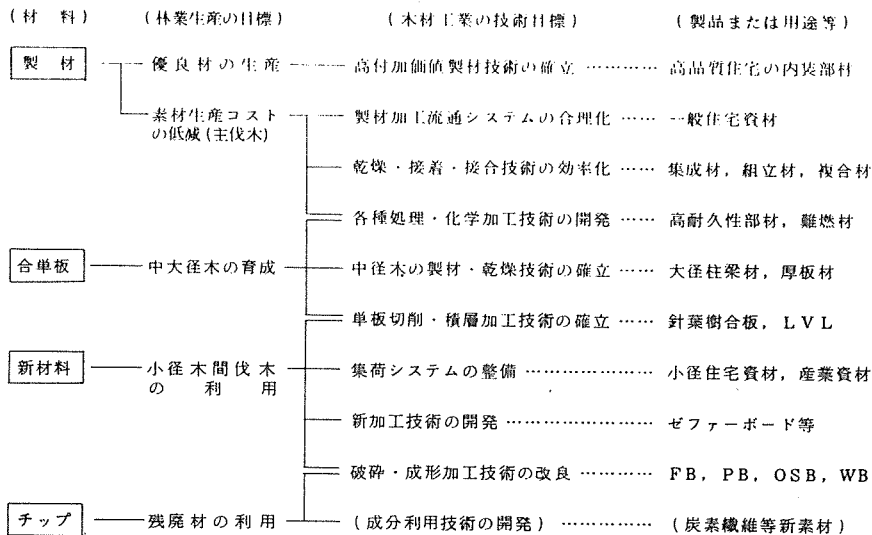 (材 料) (林業生産の目標) (木材工業の技術目標) (製品または用途等)
製 材 優良材の生産 高付加価値製材技術の確立 ………… 高品質住宅の内装部材
素材生産コスト 製材加工流通システムの合理化 …… 一般住宅資材
の低減(主伐木)
乾燥・接着・接合技術の効率化 …… 集成材,組立材,複合材
各種処理・化学加工技術の開発 …… 高耐久性部材,難燃材
合単板 中大径木の育成 中径木の製材・乾燥技術の確立 …… 大径柱梁材,厚板材
単板切削・積層加工技術の確立 …… 針葉樹合板,LVL
新材料 小径木間伐木 集荷システムの整備 ……………… 小径住宅資材,産業資材
の 利 用
新加工技術の開発 ………………… ゼファーボード等
破砕・成形加工技術の改良 ………… FB,PB,OSB,WB
チップ 残廃材の利用 (成分利用技術の開発) …………… (炭素繊維等新素材)